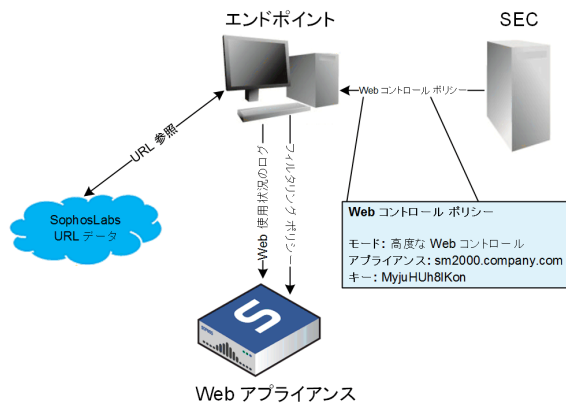 エンドポイント
SEC
Web コントロール ポリシー
URL 参照
Web 使用状況のログ
フィルタリング ポリシー
SophosLabs
URL データ
Web コントロール ポリシー
モード: 高度な Web コントロール
アプライアンス: sm2000.company.com
キー: MyjuHUh8IKon
S
Web アプライアンス